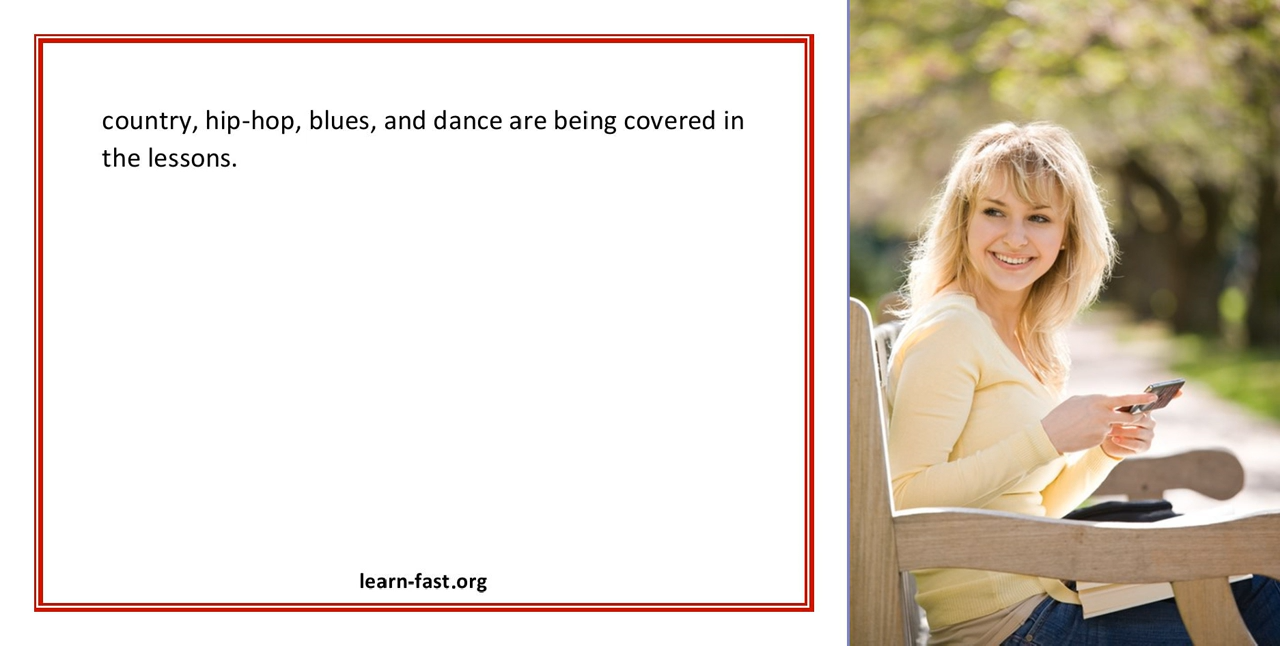 country, hip-hop, blues, and dance are being covered in
the lessons.
learn-fast.org